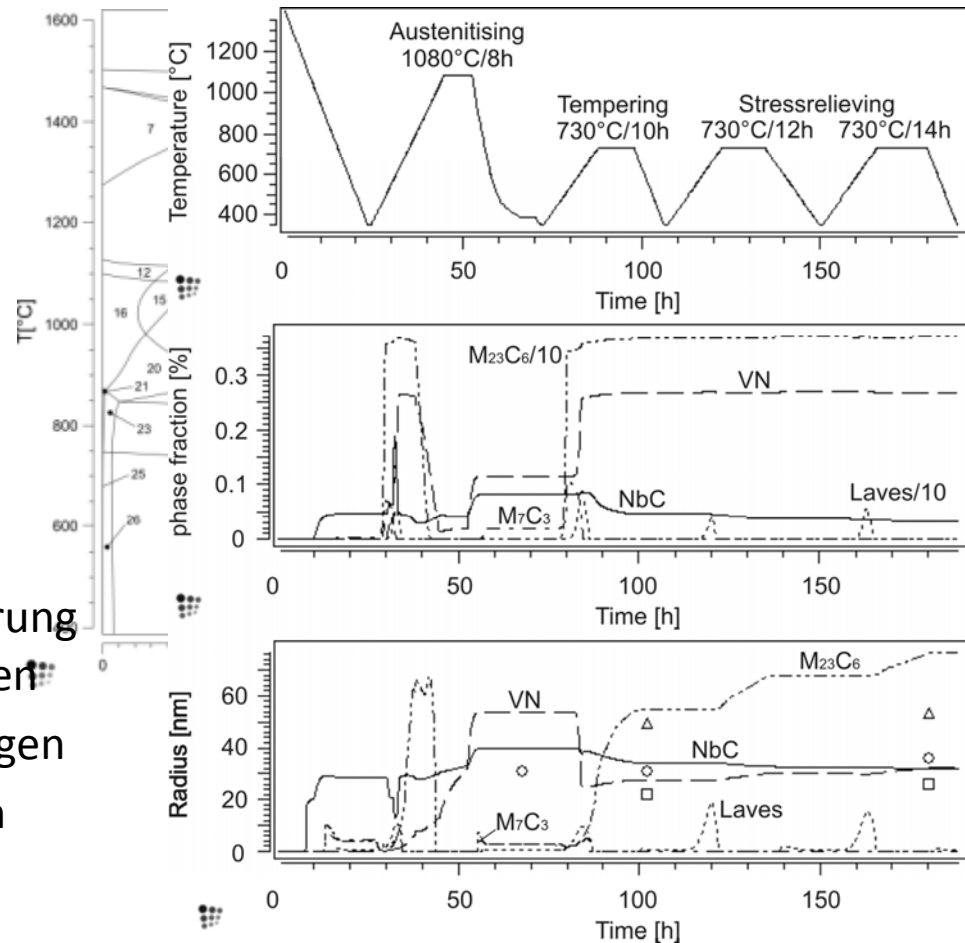 1600
1400
1200
1000
800
600
0
T[°C]
7
12
15
16
20
21
23
25
26
rung
en
gen
Temperature [°C]
1200
1000
800
600
400
Austenitising
1080°C/8h
Tempering
730°C/10h
Stressrelieving
730°C/12h 730°C/14h
0 50 100 150
Time [h]
phase fraction [%]
0.3
0.2
0.1
0
M23C6/10
VN
M7C3
NbC
Laves/10
0 50 100 150
Time [h]
Radius [nm]
60
40
20
0
VN
M23C6
NbC
M7C3
Laves
0 50 100 150
Time [h]